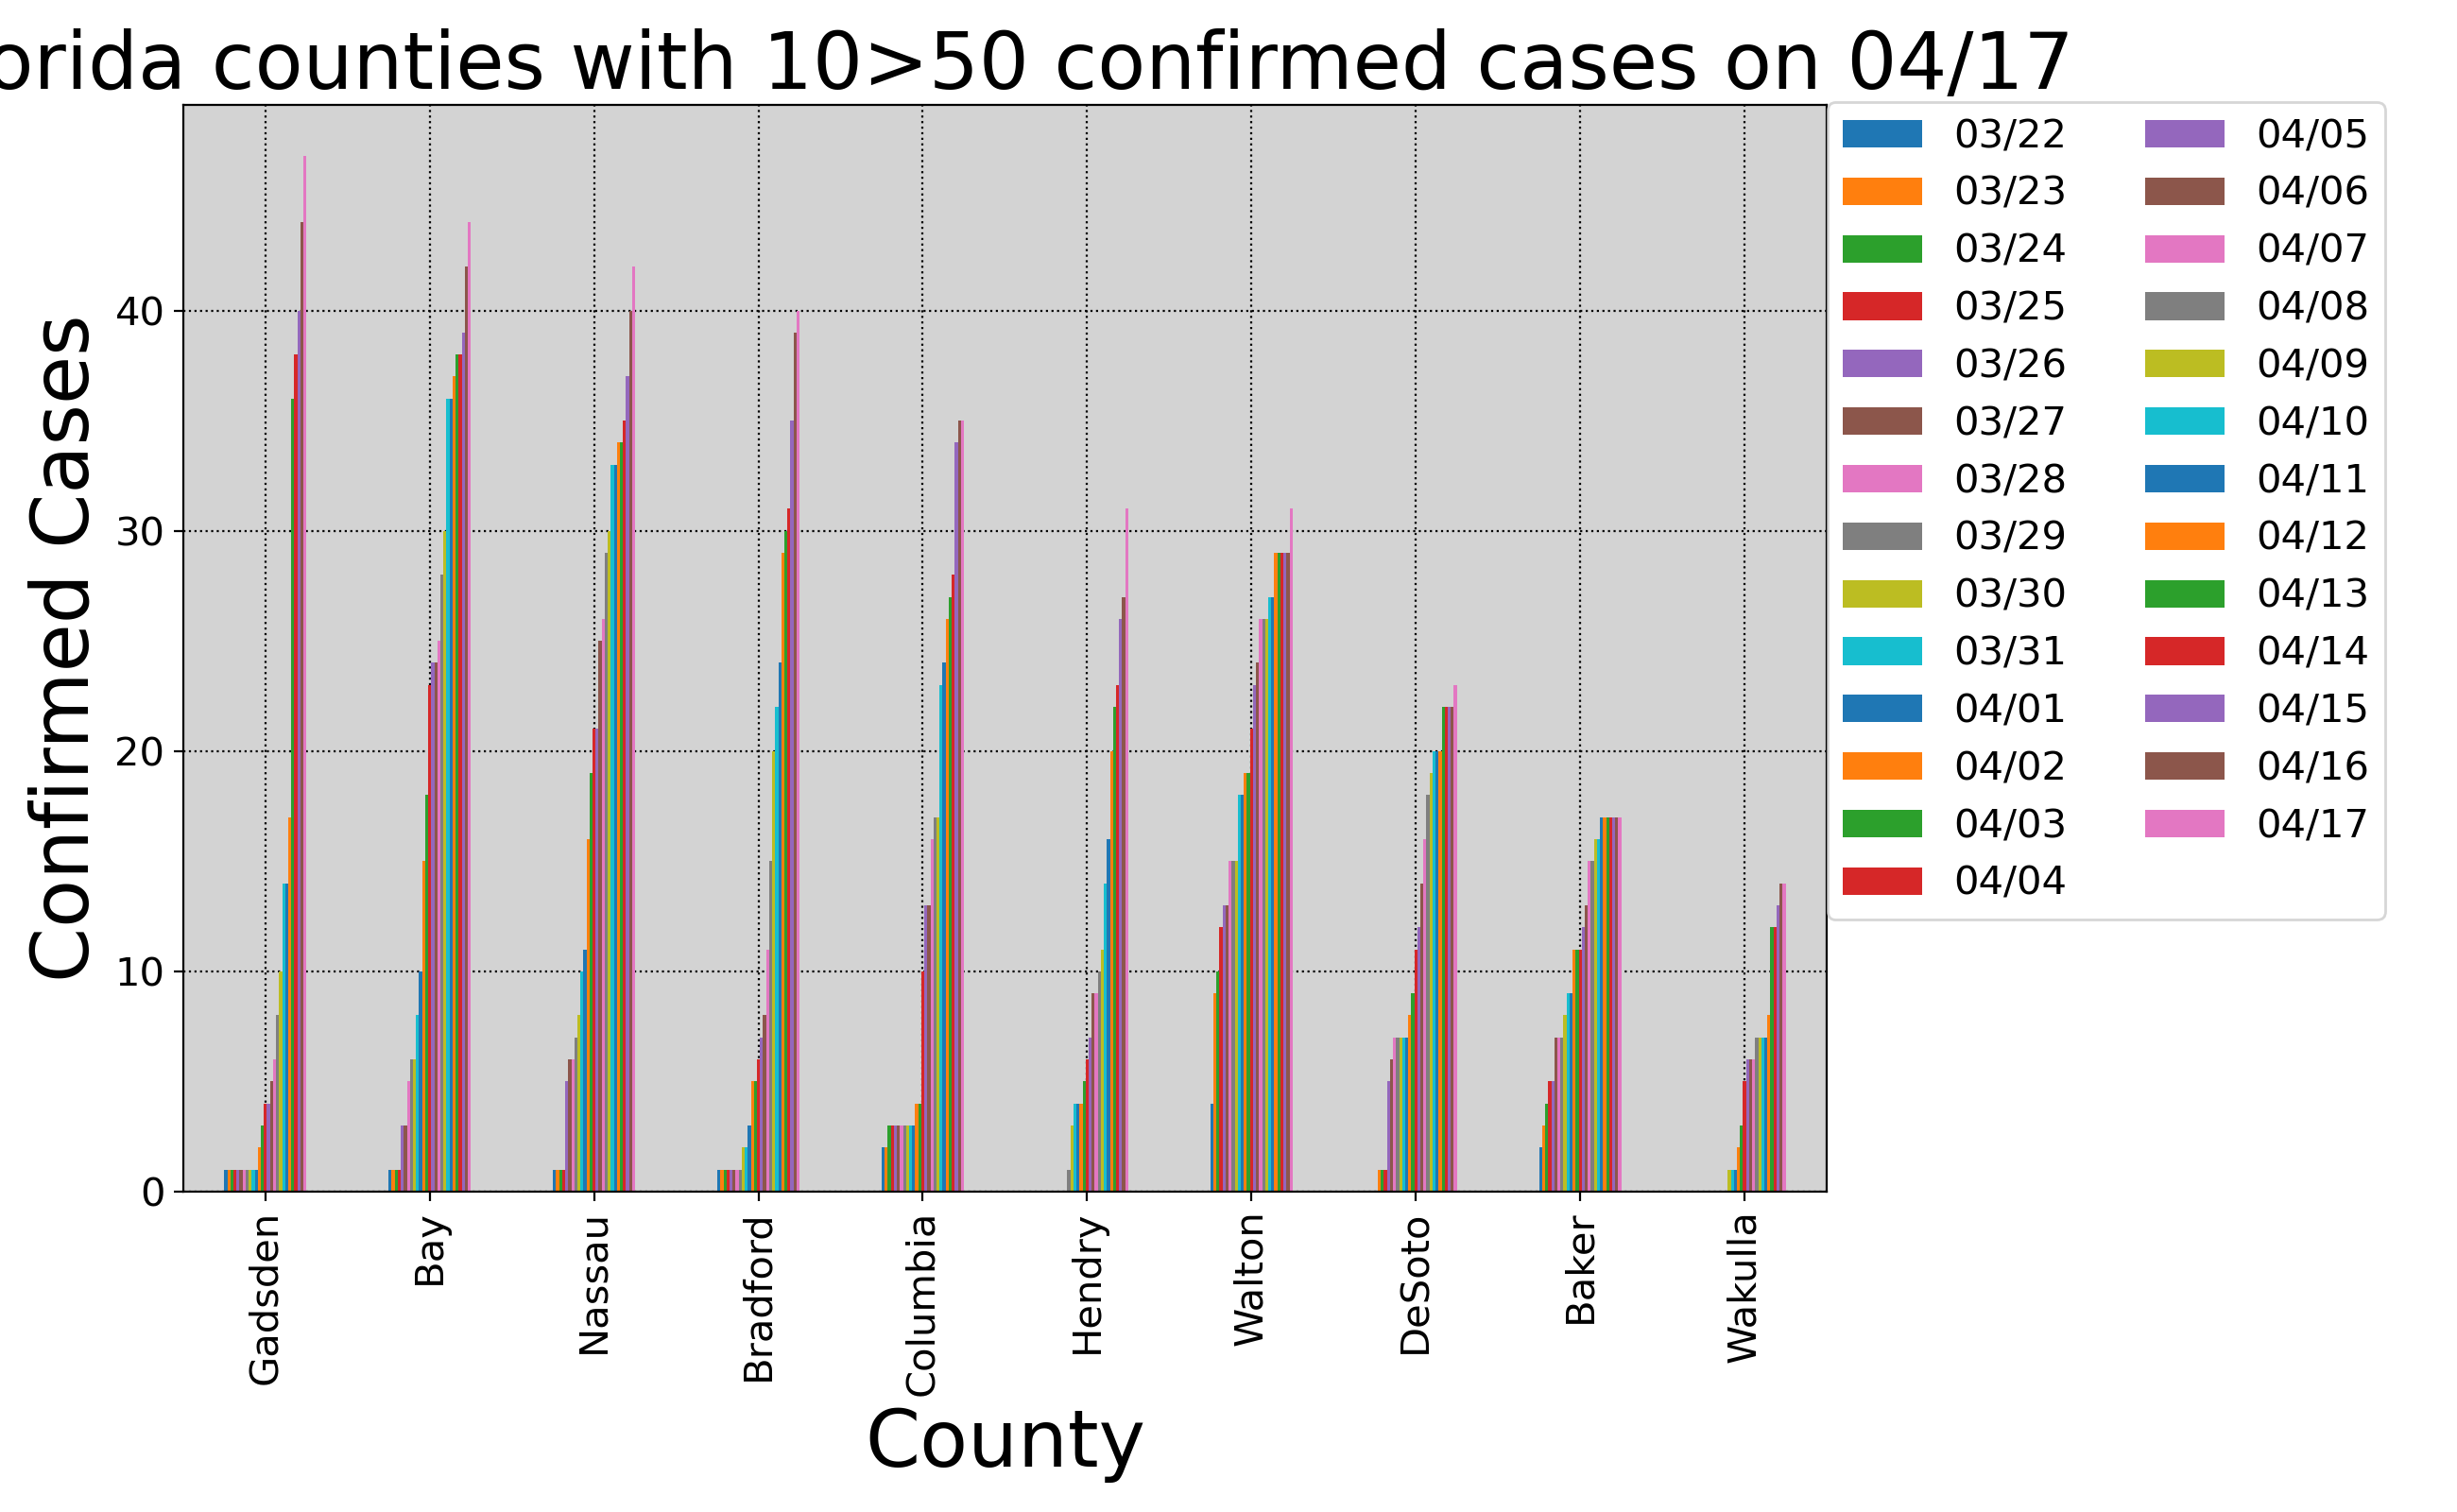 orida counties with 10>50 confirmed cases on 04/17
Confirmed Cases
40
30
20
10
0
Gadsden
Bay
Nassau
Bradford
Columbia
Hendry
Walton
DeSoto
Baker
Wakulla
County
03/22
03/23
03/24
03/25
03/26
03/27
03/28
03/29
03/30
03/31
04/01
04/02
04/03
04/04
04/05
04/06
04/07
04/08
04/09
04/10
04/11
04/12
04/13
04/14
04/15
04/16
04/17